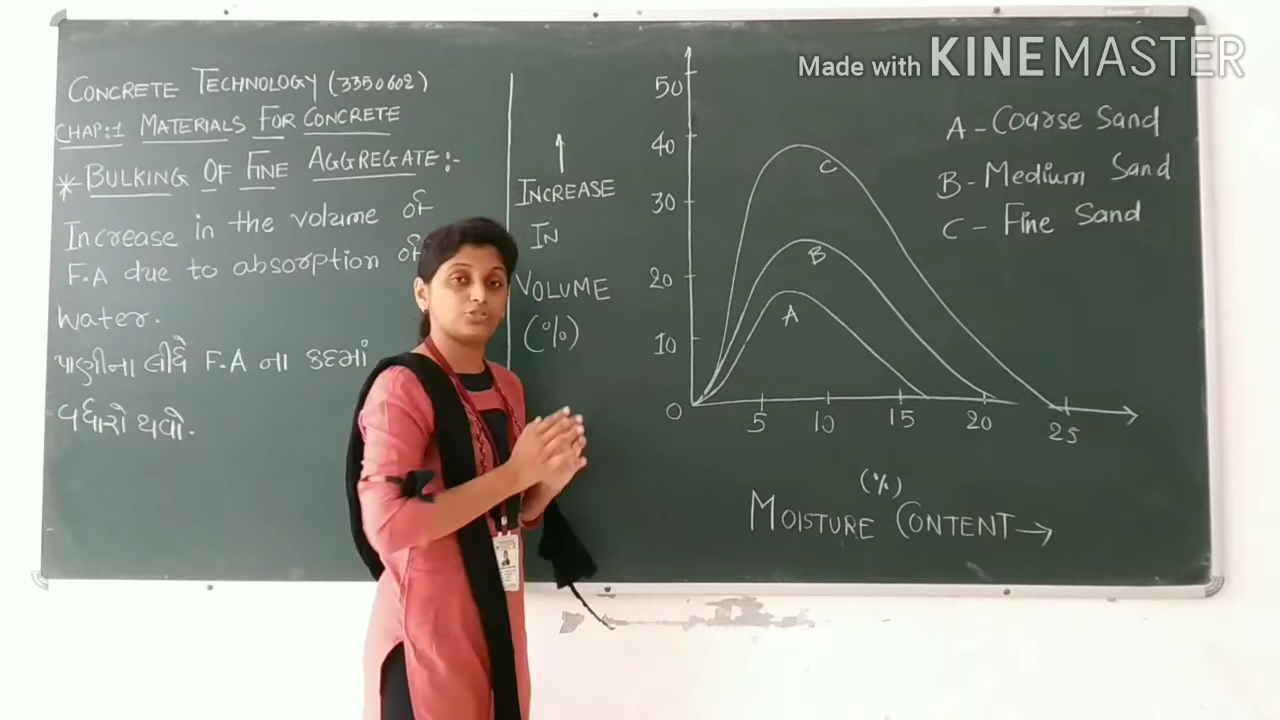 Made with KINEMASTER
CONCRETE TECHNOLOGY (3350602)
CHAP:1 MATERIALS FOR CONCRETE
* BULKING OF FINE AGGREGATE:-
Increase in the volume of
F.A due to absorption of
water.
પાણીના લીધે F.A ના કદમાં
વધારો થવો.
INCREASE
IN
VOLUME
(%)
50
40
30
20
10
0
5 10 15 20 25
C
B
A
(%)
MOISTURE CONTENT →
A - Coarse Sand
B - Medium Sand
C - Fine Sand